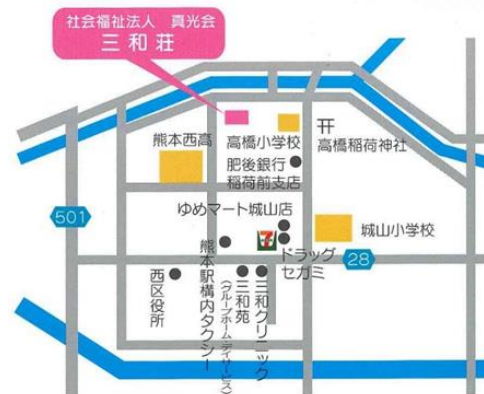 社会福祉法人 真光会
三和荘
熊本西高
高橋小学校
高橋稲荷神社
肥後銀行
稲荷前支店
501
ゆめマート城山店
城山小学校
7
ドラッグ
セガミ
28
西区役所
熊本駅構内タクシー
三和苑
(グループホーム・デイサービス)
三和クリニック